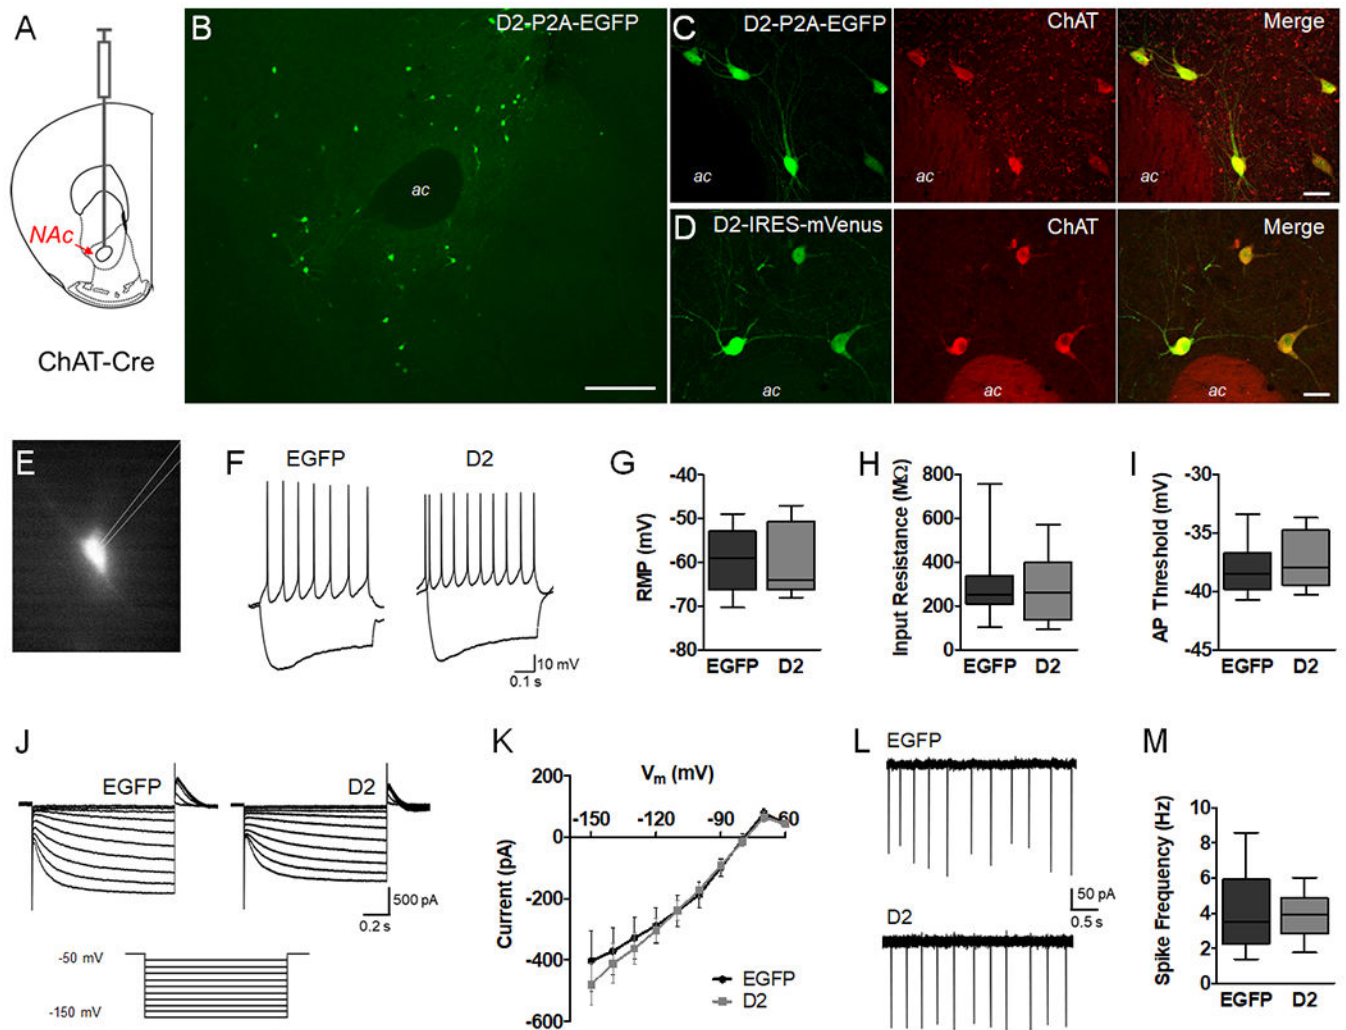 A
NAc
ChAT-Cre
B
D2-P2A-EGFP
ac
C
D2-P2A-EGFP
ac
ChAT
ac
Merge
ac
D
D2-IRES-mVenus
ac
ChAT
ac
Merge
ac
E
F
EGFP
D2
10 mV
0.1 s
G
RMP (mV)
-40
-50
-60
-70
-80
EGFP
D2
H
Input Resistance (MΩ)
800
600
400
200
0
EGFP
D2
I
AP Threshold (mV)
-30
-35
-40
-45
EGFP
D2
J
EGFP
D2
500 pA
0.2 s
-50 mV
-150 mV
K
Vm (mV)
-150
-120
-90
-60
Current (pA)
200
0
-200
-400
-600
EGFP
D2
L
EGFP
50 pA
0.5 s
D2
M
Spike Frequency (Hz)
10
8
6
4
2
0
EGFP
D2